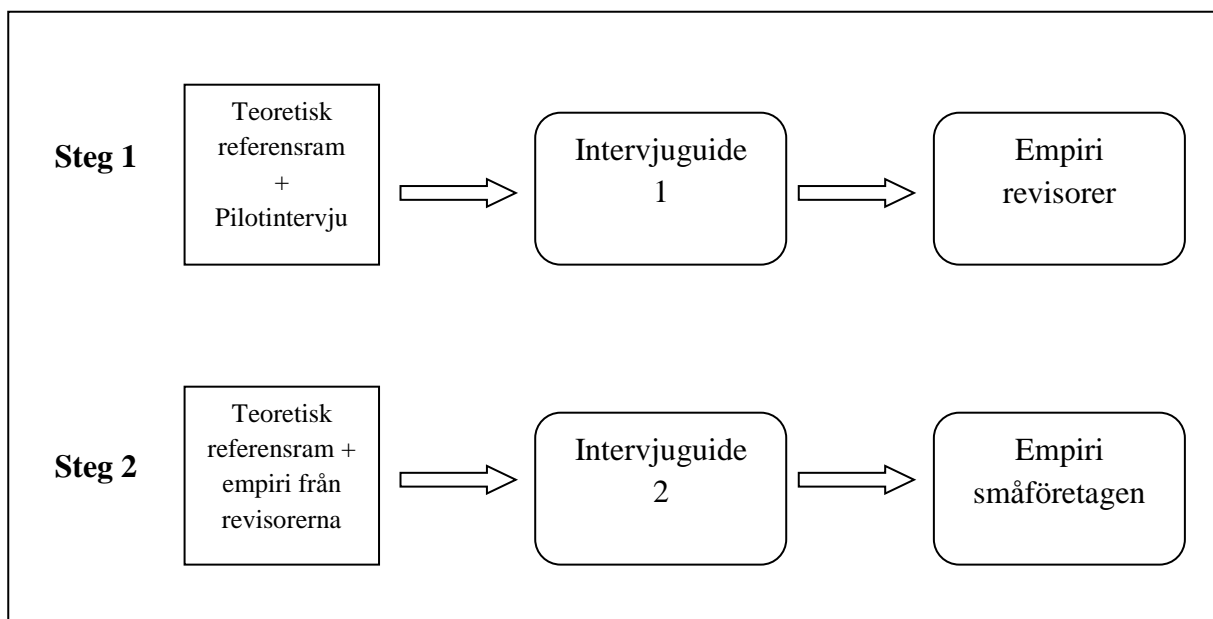 Steg 1
Teoretisk
referensram
+
Pilotintervju
Intervjuguide
1
Empiri
revisorer
Steg 2
Teoretisk
referensram +
empiri från
revisorerna
Intervjuguide
2
Empiri
småföretagen